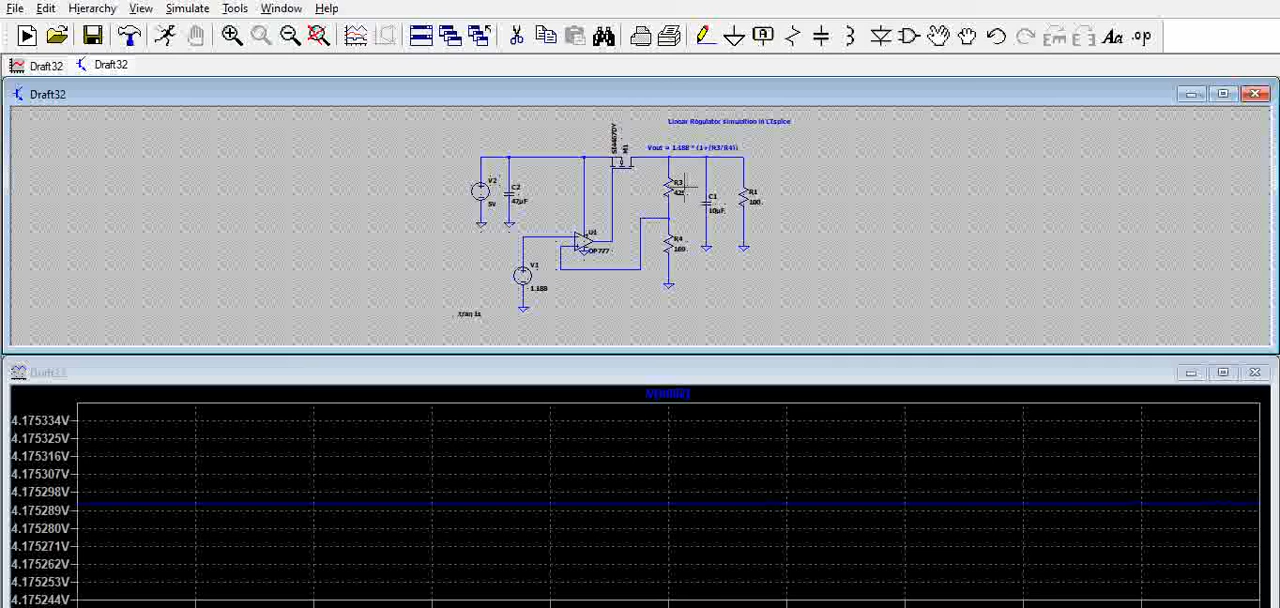 File Edit Hierarchy View Simulate Tools Window Help
Aa .op
Draft32 Draft32
Draft32
Linear Regulator simulation in LTspice
Vout = 1.188 * (1+(R3/R4))
M1
V2
5V
C2
47µF
R3
C1
10µF
R1
100
U1
OP777
R4
V1
1.188
.tran 1s
4.175334V
4.175325V
4.175316V
4.175307V
4.175298V
4.175289V
4.175280V
4.175271V
4.175262V
4.175253V
4.175244V